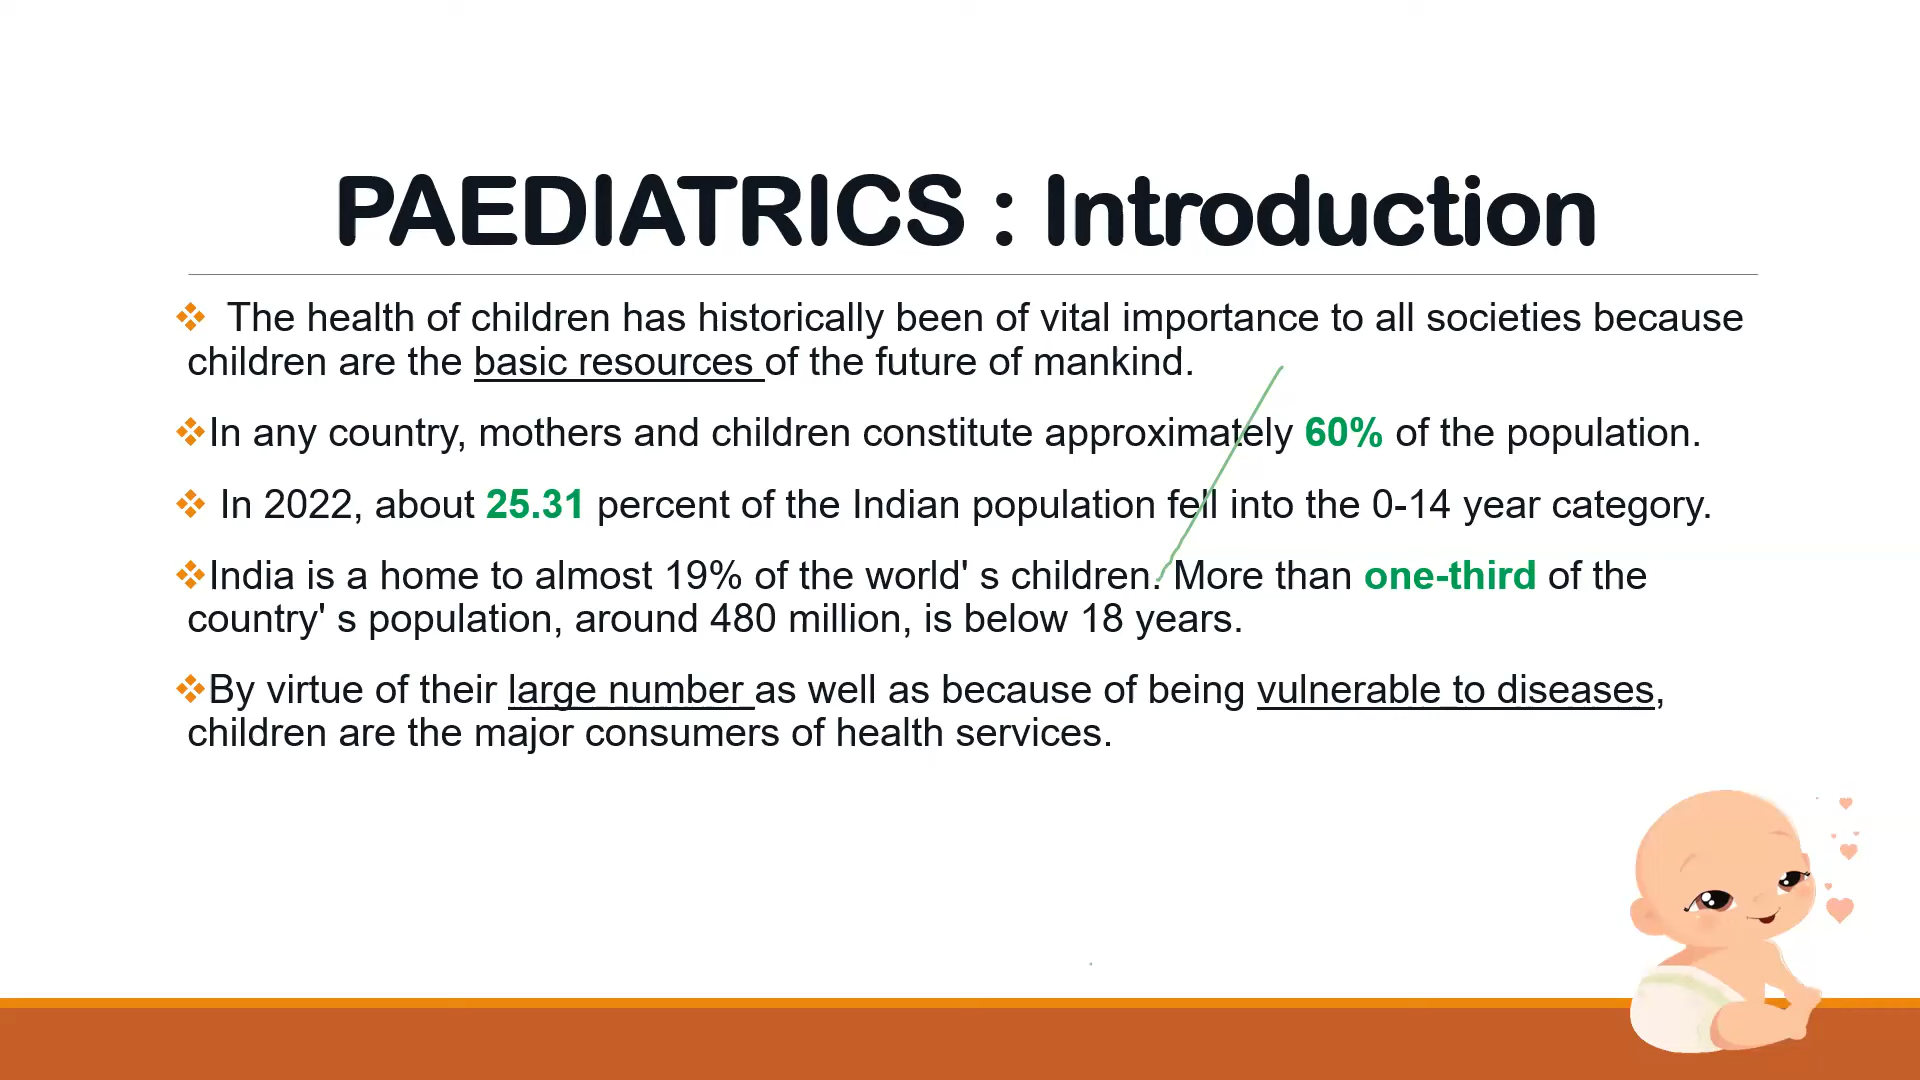 PAEDIATRICS : Introduction
❖ The health of children has historically been of vital importance to all societies because
children are the basic resources of the future of mankind.
❖In any country, mothers and children constitute approximately 60% of the population.
❖ In 2022, about 25.31 percent of the Indian population fell into the 0-14 year category.
❖India is a home to almost 19% of the world' s children. More than one-third of the
country' s population, around 480 million, is below 18 years.
❖By virtue of their large number as well as because of being vulnerable to diseases,
children are the major consumers of health services.